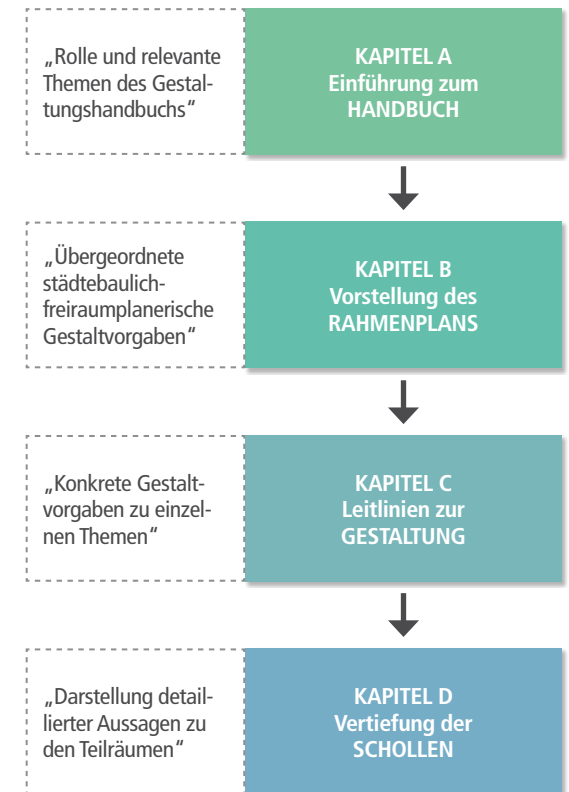 „Rolle und relevante
Themen des Gestal-
tungshandbuchs“
KAPITEL A
Einführung zum
HANDBUCH
„Übergeordnete
städtebaulich-
freiraumplanerische
Gestaltvorgaben“
KAPITEL B
Vorstellung des
RAHMENPLANS
„Konkrete Gestalt-
vorgaben zu einzel-
nen Themen“
KAPITEL C
Leitlinien zur
GESTALTUNG
„Darstellung detail-
lierter Aussagen zu
den Teilräumen“
KAPITEL D
Vertiefung der
SCHOLLEN